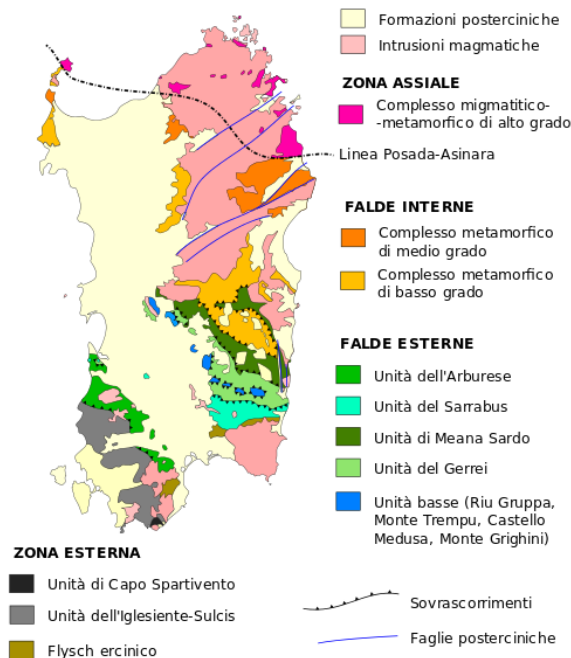 Formazioni posterciniche
Intrusioni magmatiche
ZONA ASSIALE
Complesso migmatitico-
-metamorfico di alto grado
Linea Posada-Asinara
FALDE INTERNE
Complesso metamorfico
di medio grado
Complesso metamorfico
di basso grado
FALDE ESTERNE
Unità dell'Arburese
Unità del Sarrabus
Unità di Meana Sardo
Unità del Gerrei
Unità basse (Riu Gruppa,
Monte Trempu, Castello
Medusa, Monte Grighini)
ZONA ESTERNA
Unità di Capo Spartivento
Unità dell'Iglesiente-Sulcis
Flysch ercinico
Sovrascorrimenti
Faglie posterciniche